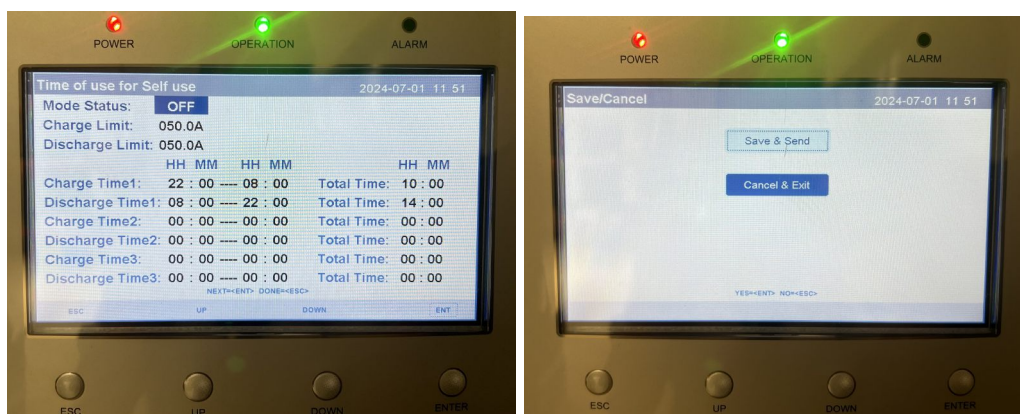 POWER OPERATION ALARM
Time of use for Self use 2024-07-01 11 51
Mode Status: OFF
Charge Limit: 050.0A
Discharge Limit: 050.0A
HH MM HH MM HH MM
Charge Time1: 22 : 00 ---- 08 : 00 Total Time: 10 : 00
Discharge Time1: 08 : 00 ---- 22 : 00 Total Time: 14 : 00
Charge Time2: 00 : 00 ---- 00 : 00 Total Time: 00 : 00
Discharge Time2: 00 : 00 ---- 00 : 00 Total Time: 00 : 00
Charge Time3: 00 : 00 ---- 00 : 00 Total Time: 00 : 00
Discharge Time3: 00 : 00 ---- 00 : 00 Total Time: 00 : 00
NEXT=<ENT> DONE=<ESC>
ESC UP DOWN ENT
ESC UP DOWN ENTER
POWER OPERATION ALARM
Save/Cancel 2024-07-01 11 51
Save & Send
Cancel & Exit
YES=<ENT> NO=<ESC>
ESC UP DOWN ENTER